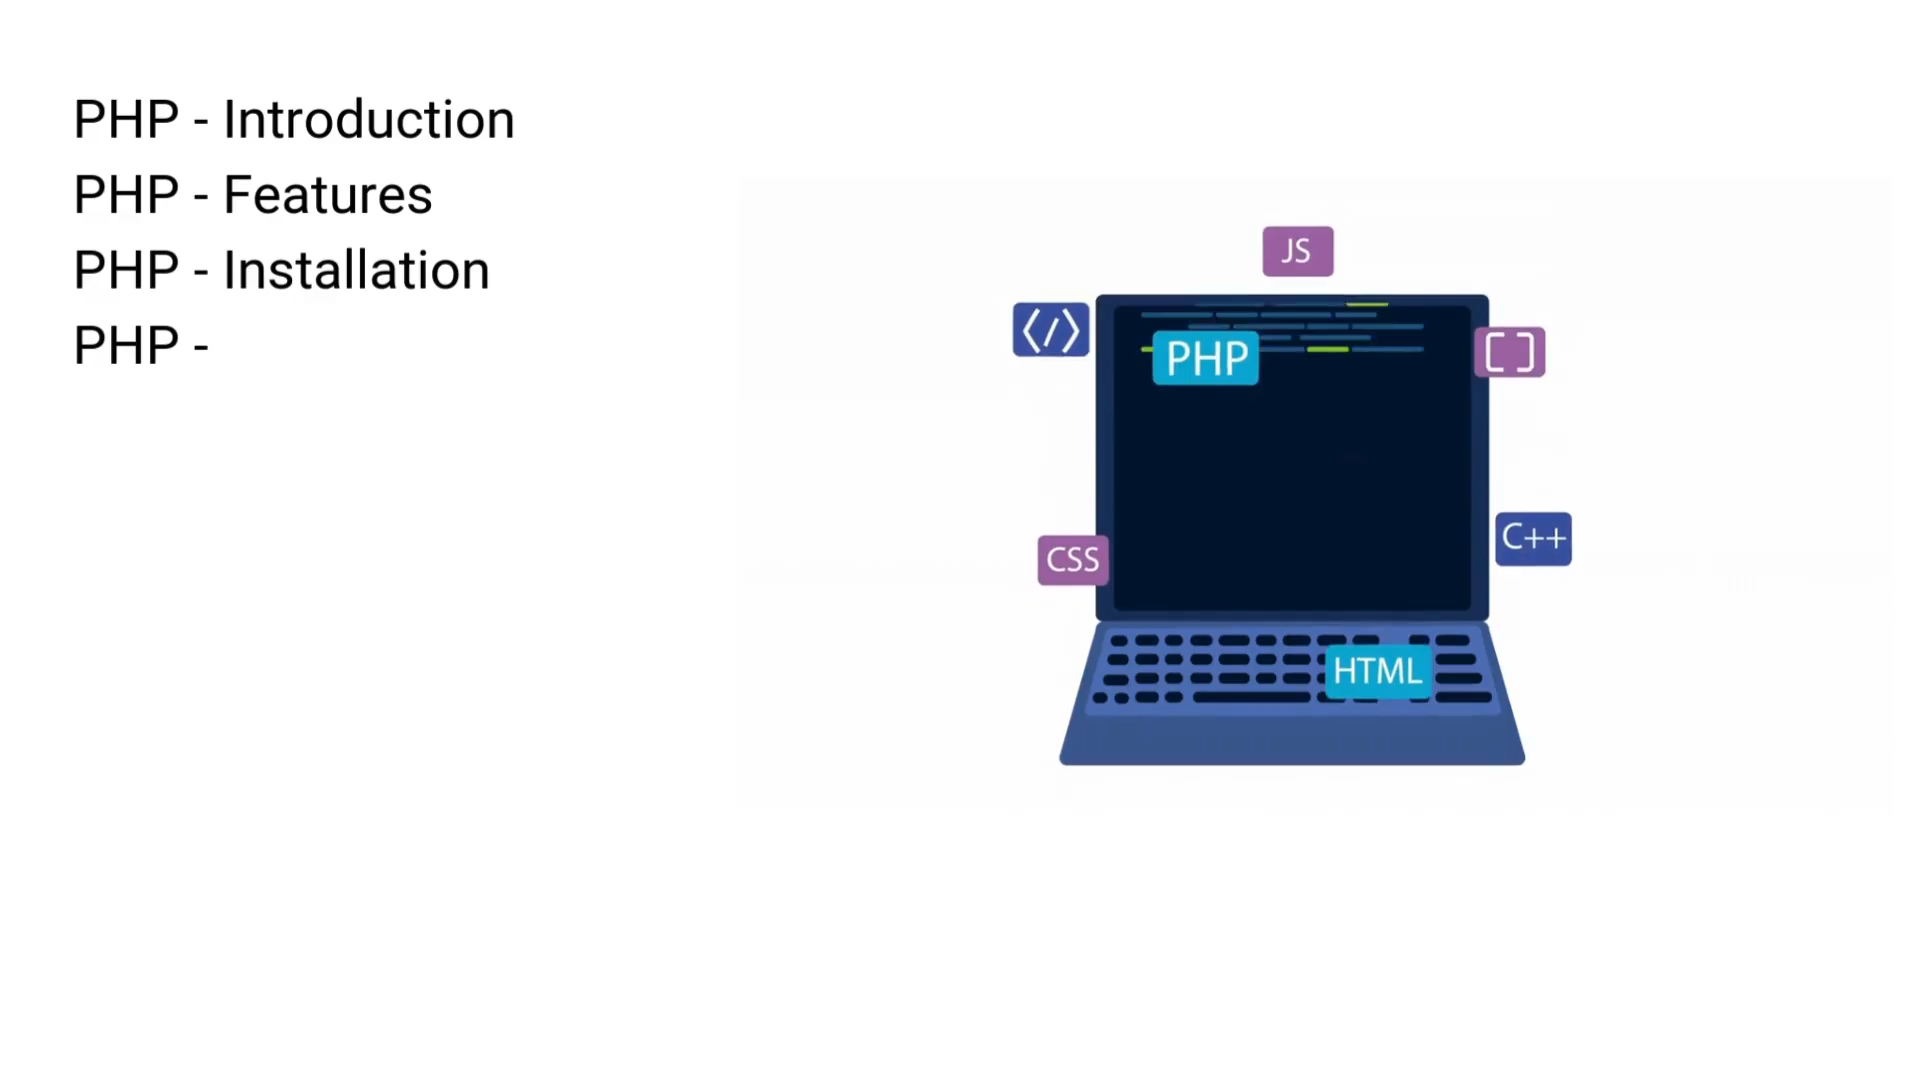 PHP - Introduction
PHP - Features
PHP - Installation
PHP -
JS
</>
PHP
[ ]
C++
CSS
HTML